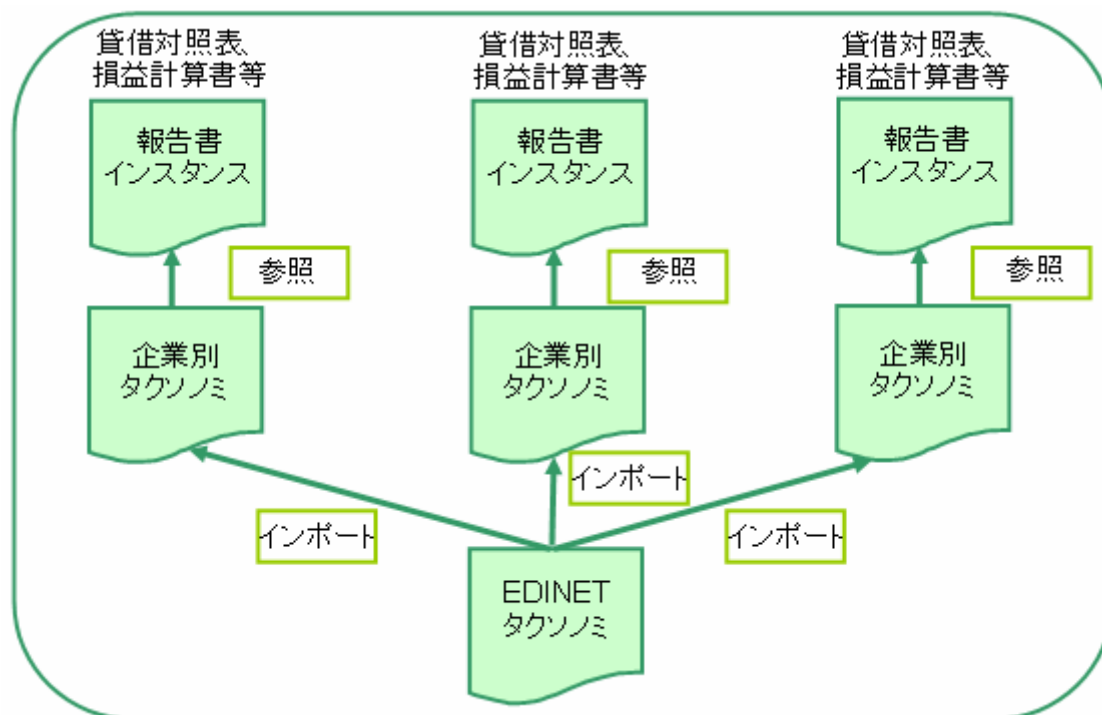 貸借対照表、
損益計算書等
貸借対照表、
損益計算書等
貸借対照表、
損益計算書等
報告書
インスタンス
報告書
インスタンス
報告書
インスタンス
参照
参照
参照
企業別
タクソノミ
企業別
タクソノミ
企業別
タクソノミ
インポート
インポート
インポート
EDINET
タクソノミ